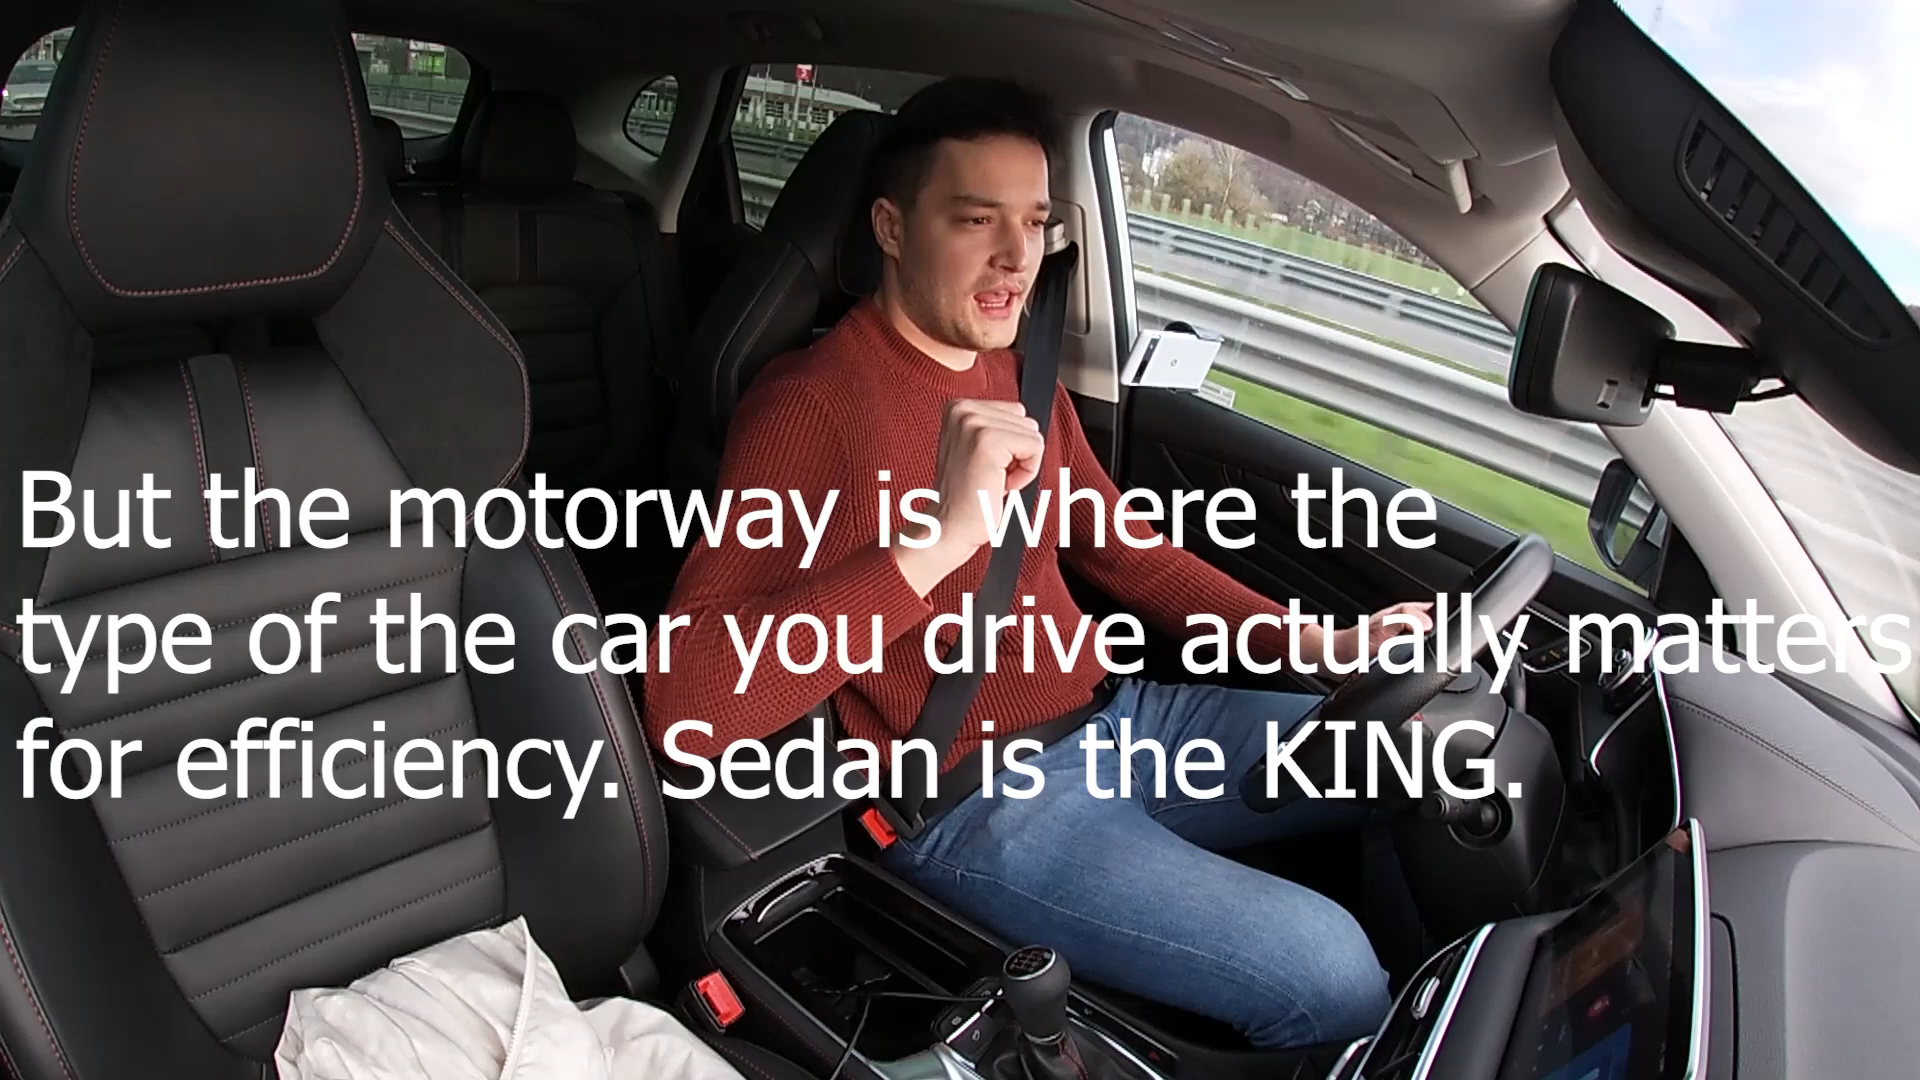 But the motorway is where the
type of the car you drive actually matters
for efficiency. Sedan is the KING.